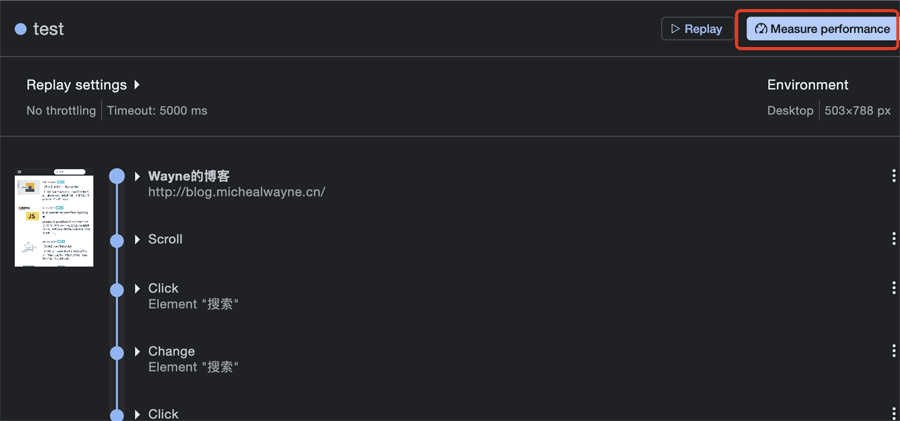 test
Replay
Measure performance
Replay settings
Environment
No throttling
Timeout: 5000 ms
Desktop
503×788 px
Wayne的博客
http://blog.michealwayne.cn/
Scroll
Click
Element "搜索"
Change
Element "搜索"
Click
JS